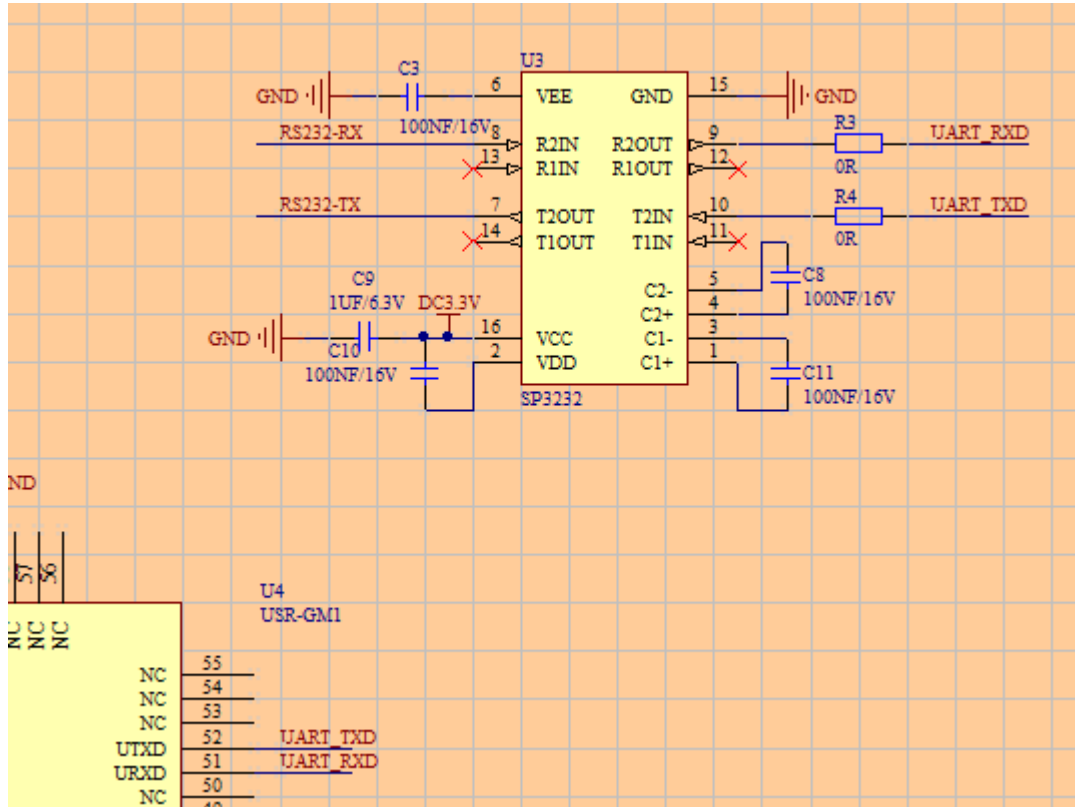 U3
C3
GND
6
VEE
GND
15
GND
100NF/16V
R3
RS232-RX
8
R2IN
R2OUT
9
UART_RXD
13
R1IN
R1OUT
12
0R
R4
RS232-TX
7
T2OUT
T2IN
10
UART_TXD
14
T1OUT
T1IN
11
0R
C9
1UF/6.3V
DC3.3V
C2-
5
C8
C2+
4
100NF/16V
GND
16
VCC
C1-
3
C10
2
VDD
C1+
1
100NF/16V
C11
SP3232
100NF/16V
ND
57
56
U4
USR-GM1
NC
NC
NC
NC
55
NC
54
NC
53
UTXD
52
UART_TXD
URXD
51
UART_RXD
NC
50